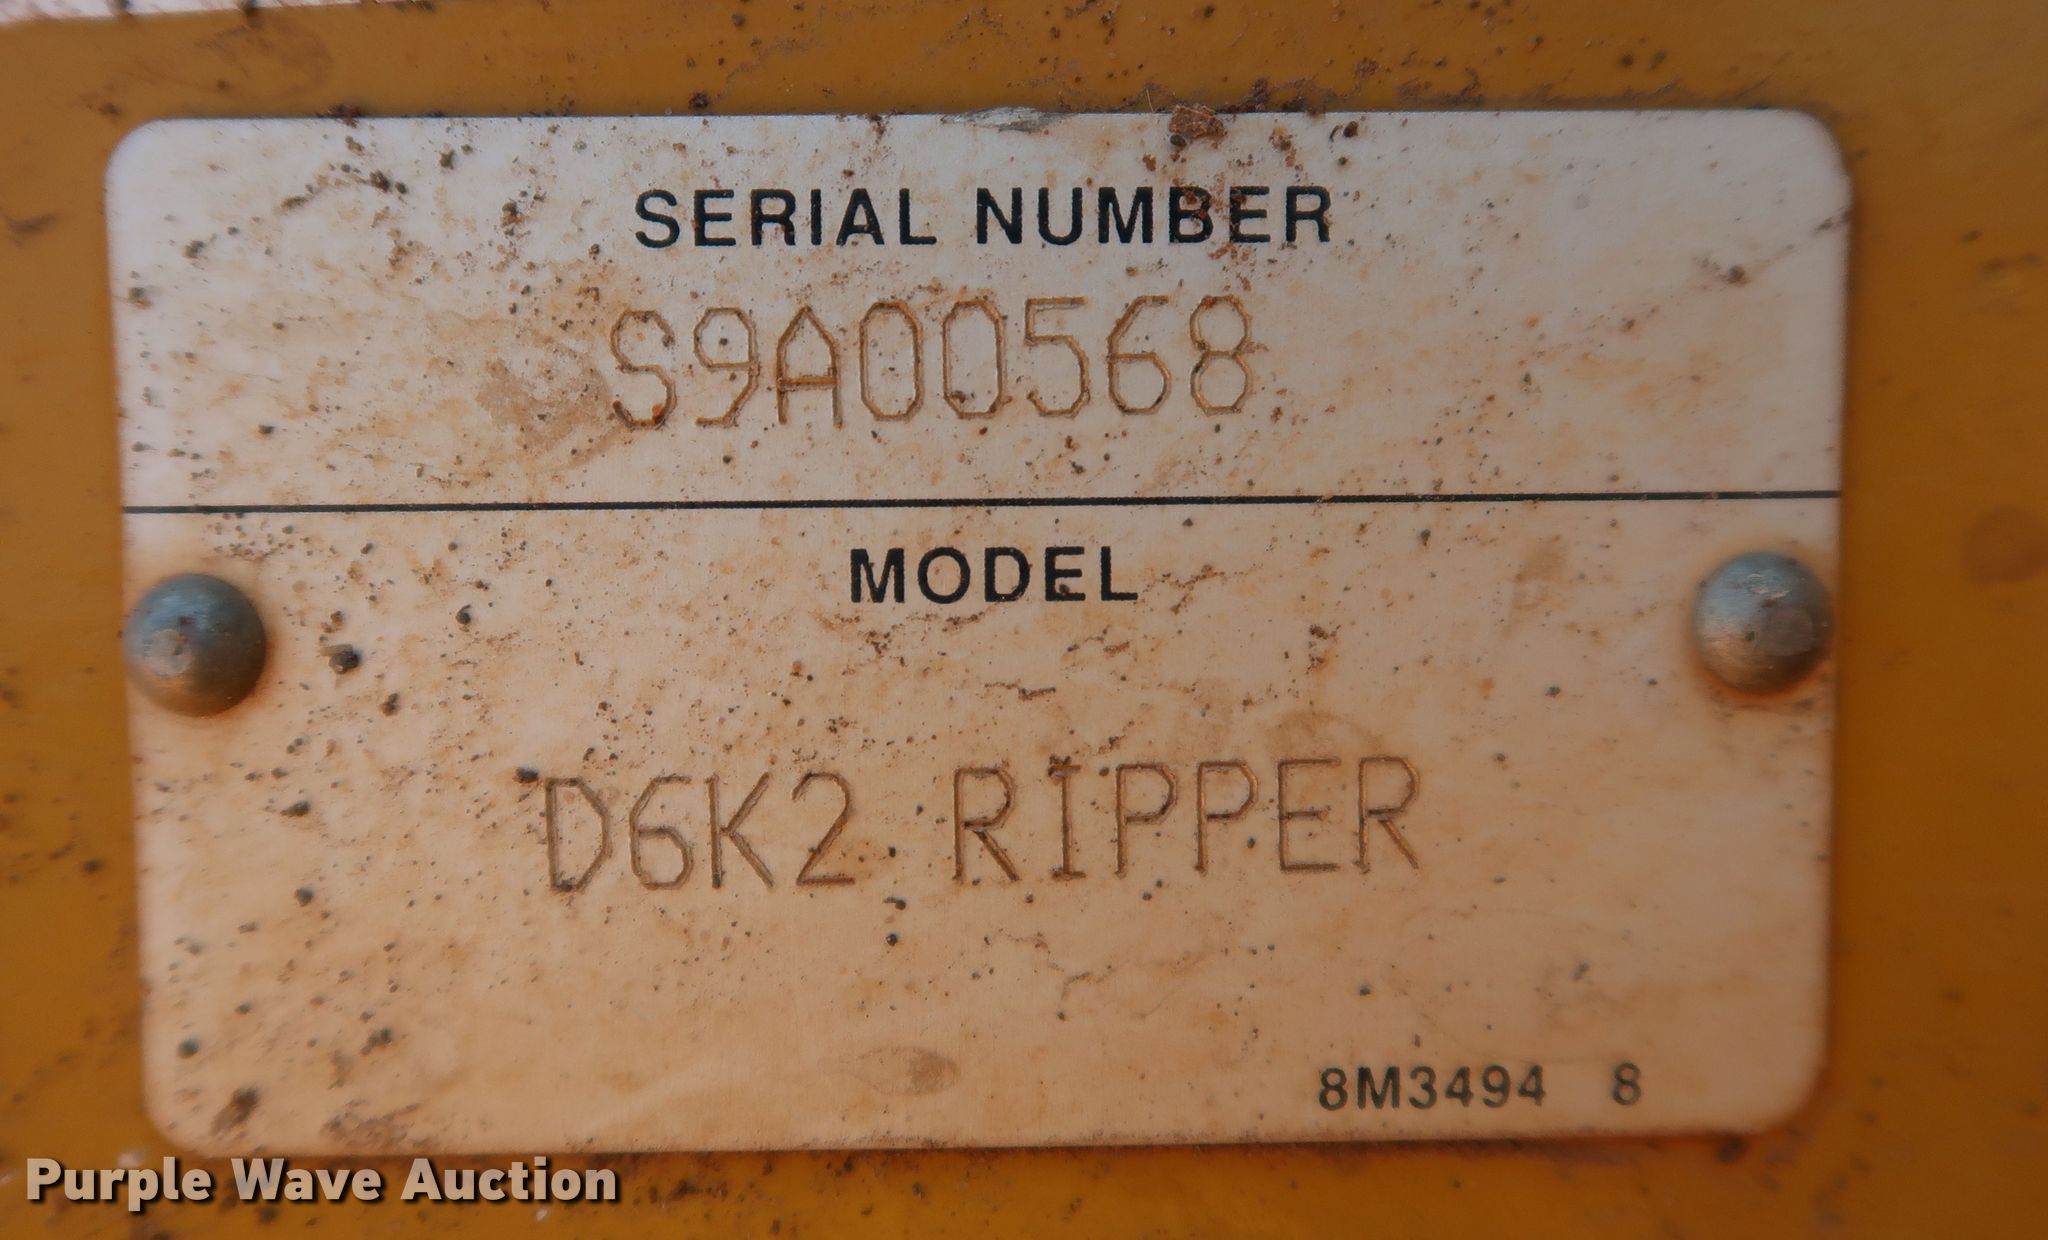 SERIAL NUMBER
S9A00568
MODEL
D6K2 RIPPER
8M3494 8
Purple Wave Auction